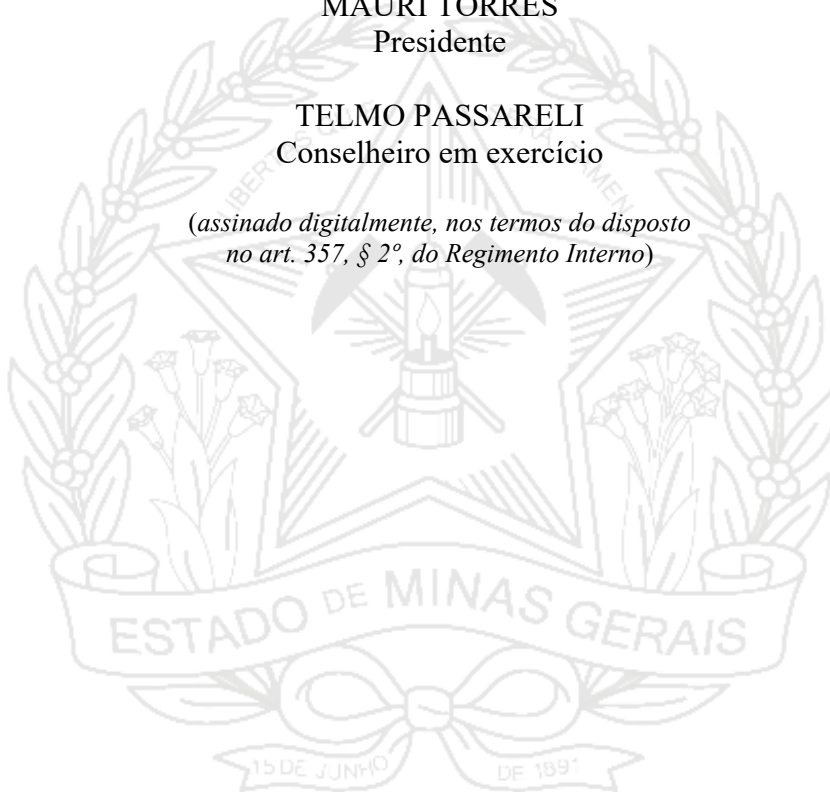 MAURI TORRES
Presidente
TELMO PASSARELI
Conselheiro em exercício
(assinado digitalmente, nos termos do disposto
no art. 357, § 2º, do Regimento Interno)
ESTADO DE MINAS GERAIS
15 DE JUNHO DE 1891